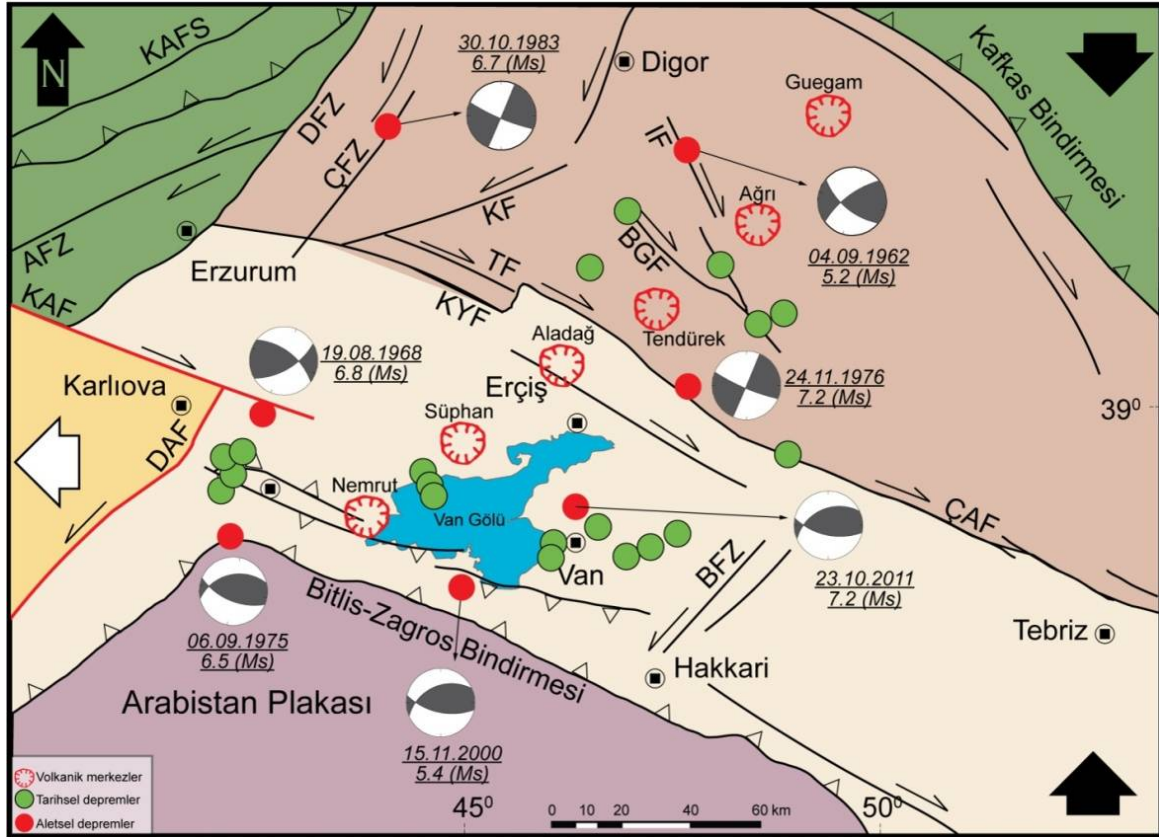 N
KAFS
DFZ
ÇFZ
AFZ
KAF
Erzurum
30.10.1983
6.7 (Ms)
Digor
Guegam
Kafkas Bindirmesi
IF
Ağrı
04.09.1962
5.2 (Ms)
KF
TF
KYF
BGF
Tendürek
Aladağ
19.08.1968
6.8 (Ms)
Karlıova
DAF
Erçiş
Süphan
Nemrut
Van Gölü
24.11.1976
7.2 (Ms)
39⁰
ÇAF
Van
BFZ
23.10.2011
7.2 (Ms)
Tebriz
Hakkari
06.09.1975
6.5 (Ms)
Bitlis-Zagros Bindirmesi
Arabistan Plakası
15.11.2000
5.4 (Ms)
Volkanik merkezler
Tarihsel depremler
Aletsel depremler
45⁰
0 10 20 40 60 km
50⁰